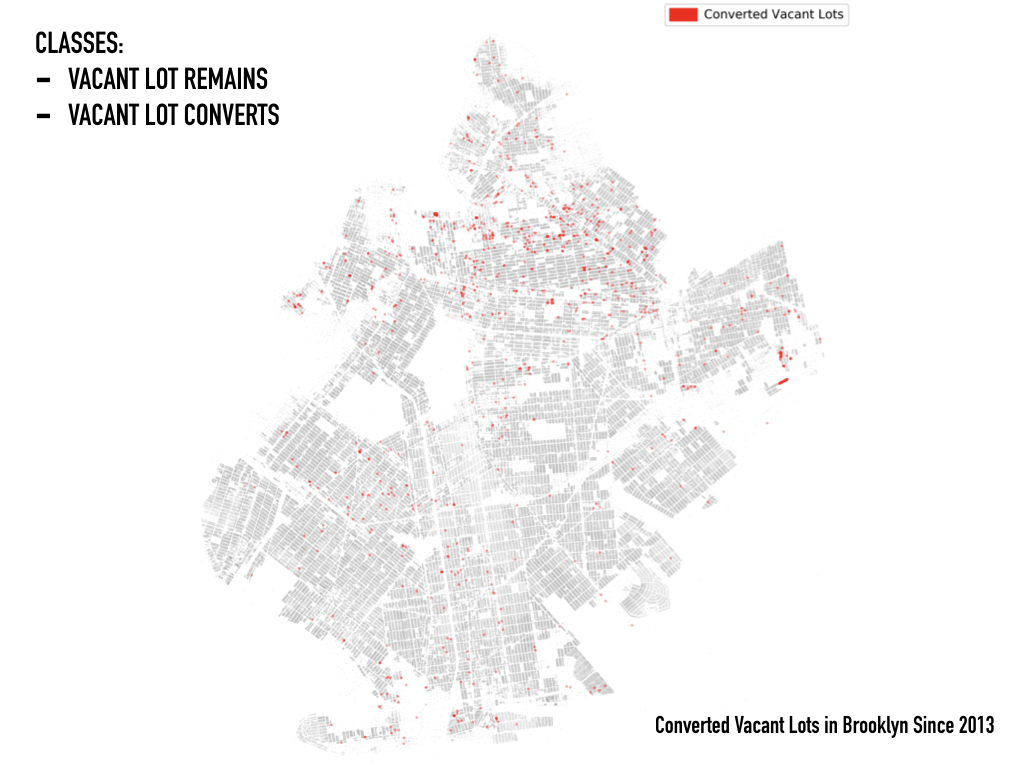 Converted Vacant Lots
CLASSES:
- VACANT LOT REMAINS
- VACANT LOT CONVERTS
Converted Vacant Lots in Brooklyn Since 2013